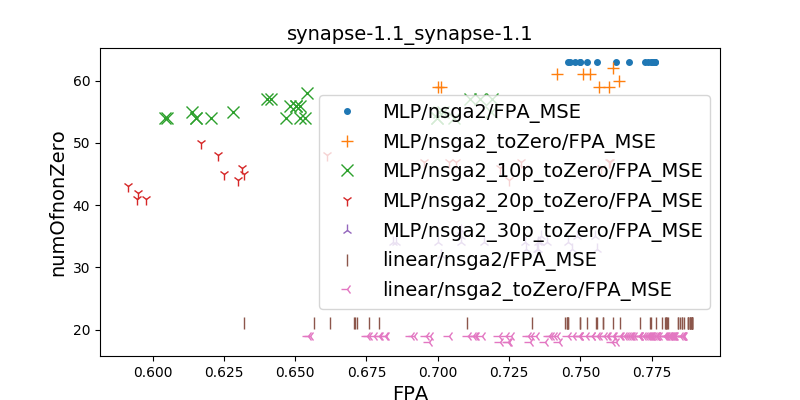 synapse-1.1_synapse-1.1
numOfnonZero
60
50
40
30
20
MLP/nsga2/FPA_MSE
MLP/nsga2_toZero/FPA_MSE
MLP/nsga2_10p_toZero/FPA_MSE
MLP/nsga2_20p_toZero/FPA_MSE
MLP/nsga2_30p_toZero/FPA_MSE
linear/nsga2/FPA_MSE
linear/nsga2_toZero/FPA_MSE
0.600 0.625 0.650 0.675 0.700 0.725 0.750 0.775
FPA